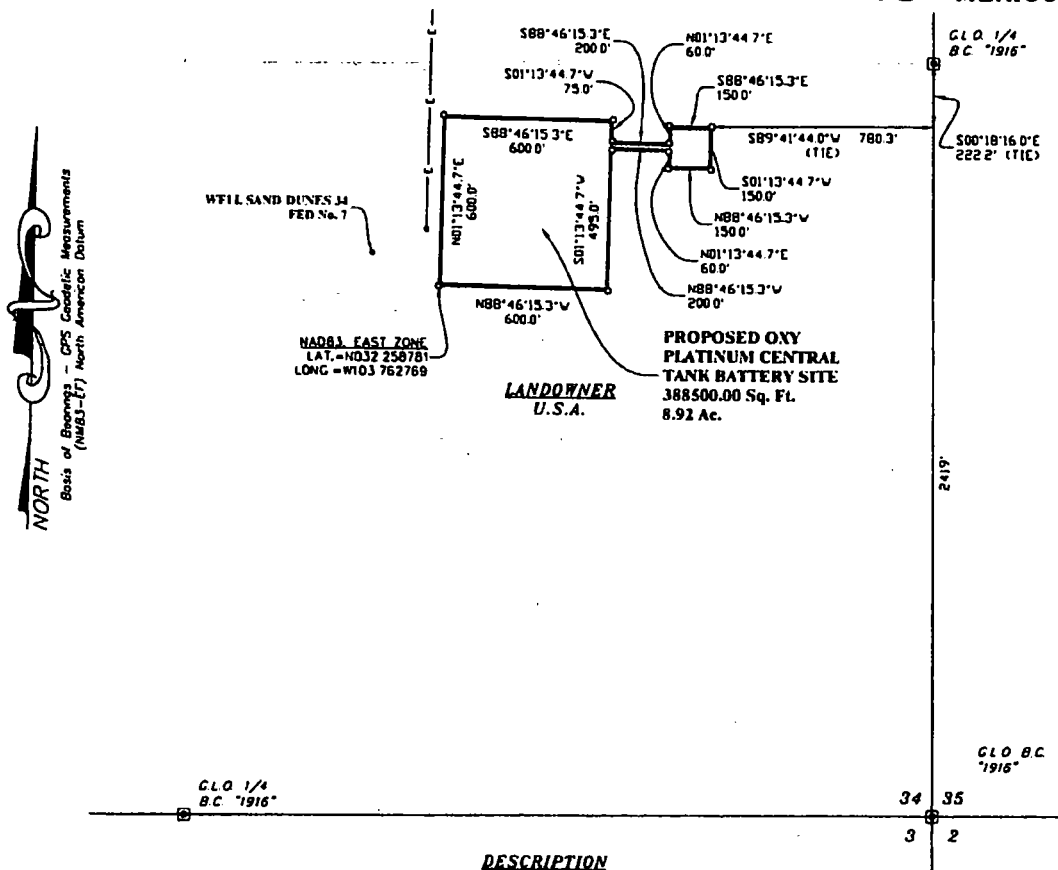 G.L.O. 1/4
B.C. "1916"
S88°46'15.3"E
200.0'
N01°13'44.7"E
60.0'
S01°13'44.7"W
75.0'
S88°46'15.3"E
150.0'
S88°46'15.3"E
600.0'
S89°41'44.0"W 780.3'
(TIE)
S00°18'16.0"E
222.2' (TIE)
N01°13'44.7"E
600.0'
S01°13'44.7"W
495.0'
S01°13'44.7"W
150.0'
WELL SAND DUNES 34
FED No. 7
N88°46'15.3"W
150.0'
N01°13'44.7"E
60.0'
N88°46'15.3"W
200.0'
N88°46'15.3"W
600.0'
NAD83, EAST ZONE
LAT.=N032.258781
LONG.=W103.762769
PROPOSED OXY
PLATINUM CENTRAL
TANK BATTERY SITE
388500.00 Sq. Ft.
8.92 Ac.
LANDOWNER
U.S.A.
NORTH
Basis of Bearings - GPS Geodetic Measurements
(NM83-EF) North American Datum
2419'
G.L.O. 1/4
B.C. "1916"
G.L.O. B.C.
"1916"
34 35
3 2
DESCRIPTION